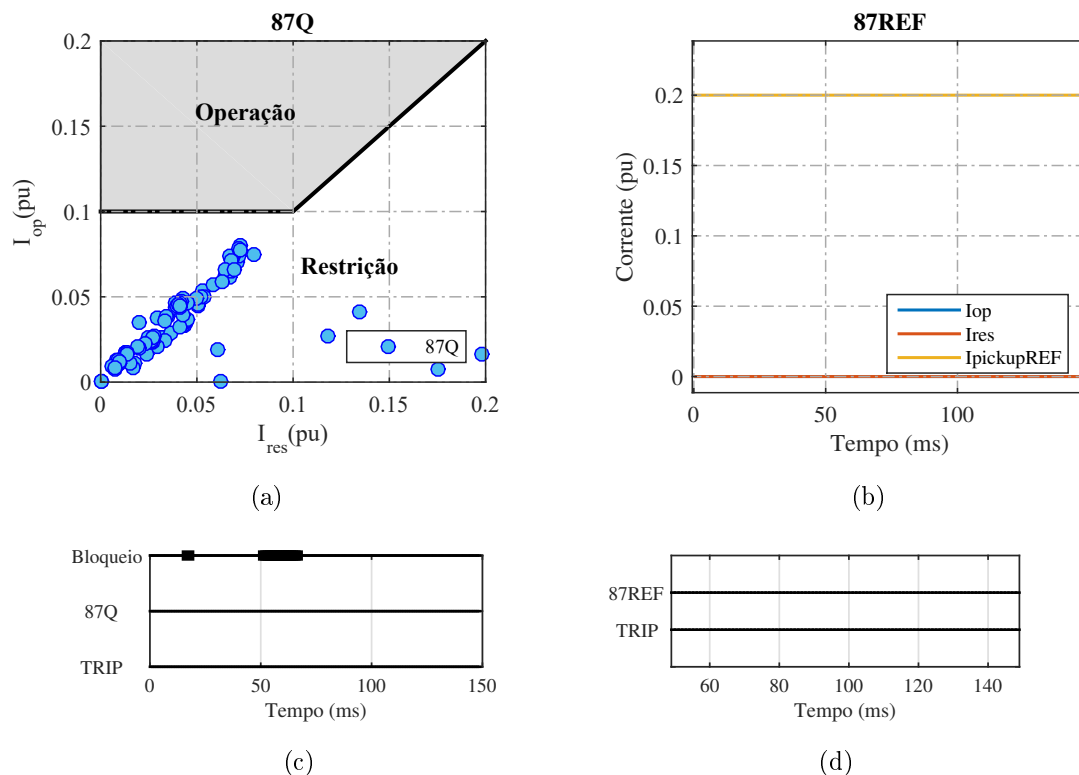 87Q
0.2
0.15
0.1
0.05
0
I_op(pu)
Operação
Restrição
87Q
0
0.05
0.1
0.15
0.2
I_res(pu)
(a)
87REF
0.2
0.15
0.1
0.05
0
Corrente (pu)
Iop
Ires
IpickupREF
0
50
100
Tempo (ms)
(b)
Bloqueio
87Q
TRIP
0
50
100
150
Tempo (ms)
(c)
87REF
TRIP
60
80
100
120
140
Tempo (ms)
(d)